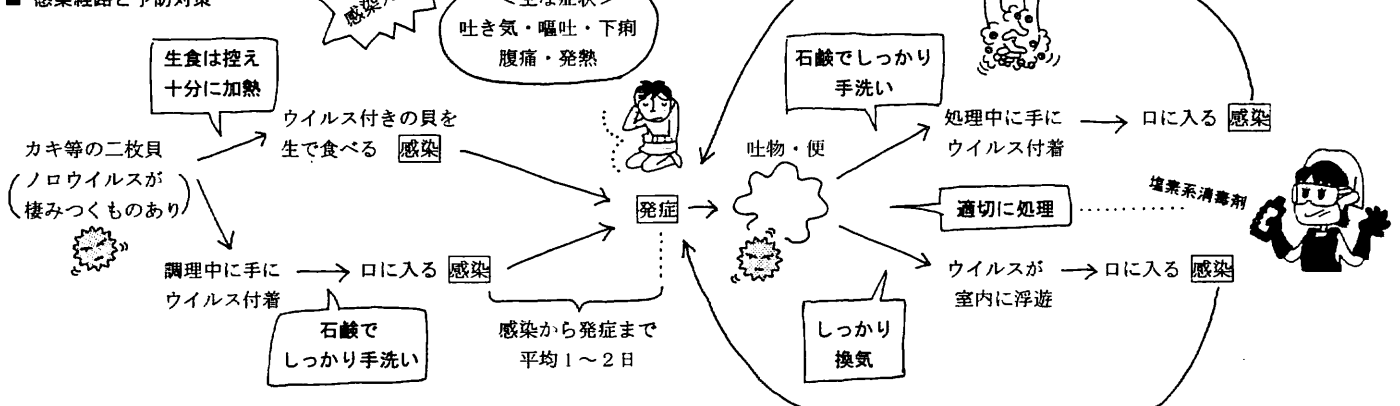 ■ 感染経路と予防対策
感染
<主な症状>
吐き気・嘔吐・下痢
腹痛・発熱
生食は控え
十分に加熱
石鹸でしっかり
手洗い
カキ等の二枚貝
(ノロウイルスが
棲みつくものあり)
ウイルス付きの貝を
生で食べる 感染
調理中に手に
ウイルス付着
口に入る 感染
石鹸で
しっかり手洗い
感染から発症まで
平均1~2日
発症
吐物・便
処理中に手に
ウイルス付着
口に入る 感染
適切に処理
塩素系消毒剤
ウイルスが
室内に浮遊
口に入る 感染
しっかり
換気